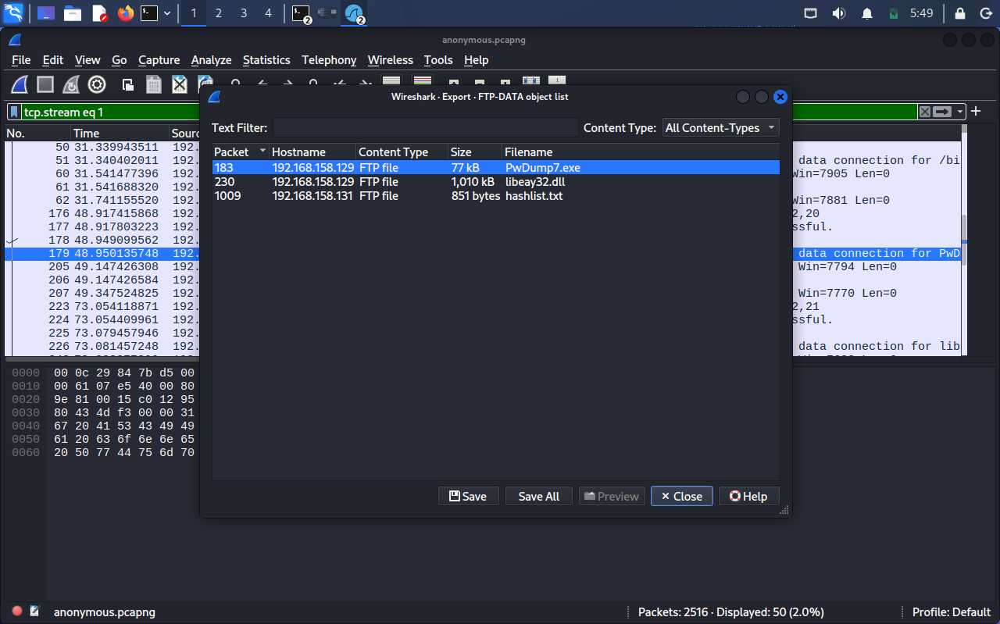 1 2 3 4 2 2 5:49
anonymous.pcapng
File Edit View Go Capture Analyze Statistics Telephony Wireless Tools Help
Wireshark · Export · FTP-DATA object list
tcp.stream eq 1
Text Filter: Content Type: All Content-Types
No. Time
Packet Hostname Content Type Size Filename
183 192.168.158.129 FTP file 77 kB PwDump7.exe
230 192.168.158.129 FTP file 1,010 kB libeay32.dll
1009 192.168.158.131 FTP file 851 bytes hashlist.txt
50 31.339943511 192.
51 31.340402011 192. data connection for /bi
60 31.541477396 192. Win=7905 Len=0
61 31.541688320 192.
62 31.741155520 192. Win=7881 Len=0
176 48.917415868 192. 2,20
177 48.917803223 192. ssful.
178 48.949099562 192.
179 48.950135748 192. data connection for PwD
205 49.147426308 192. Win=7794 Len=0
206 49.147426584 192.
207 49.347524825 192. Win=7770 Len=0
223 73.054118871 192. 2,21
224 73.054409961 192. ssful.
225 73.079457946 192.
226 73.081457248 192. data connection for lib
0000 00 0c 29 84 7b d5 00
0010 00 61 07 e5 40 00 80
0020 9e 81 00 15 c0 12 95
0030 80 43 4d f3 00 00 31
0040 67 20 41 53 43 49 49
0050 61 20 63 6f 6e 6e 65
0060 20 50 77 44 75 6d 70
Save Save All Preview Close Help
anonymous.pcapng Packets: 2516 · Displayed: 50 (2.0%) Profile: Default